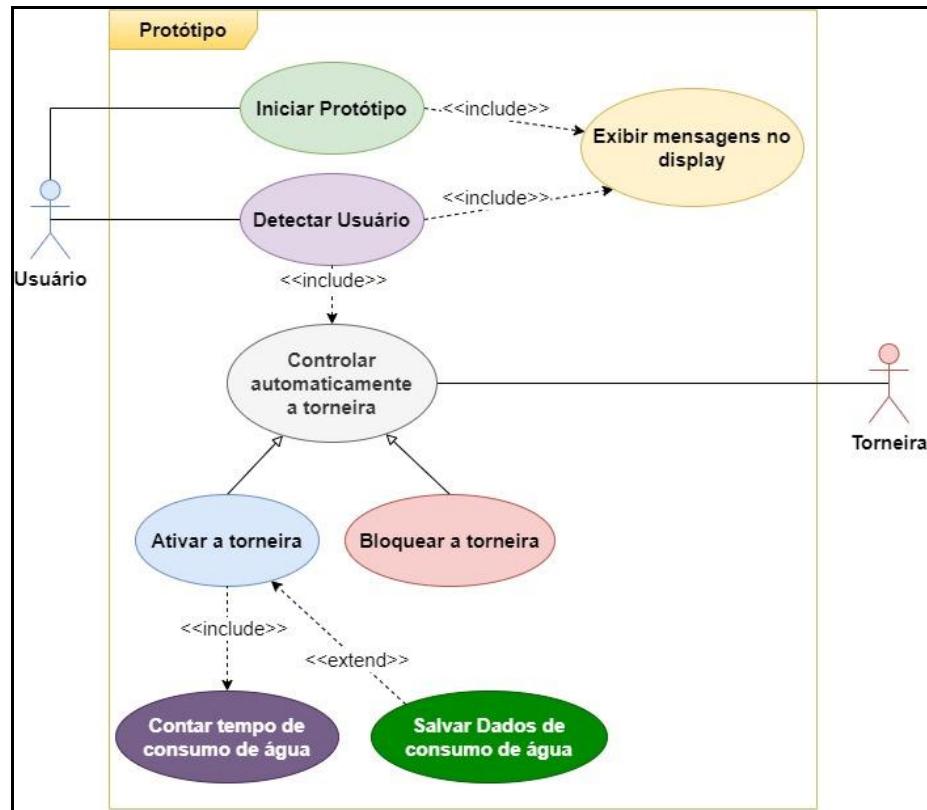 Protótipo
Iniciar Protótipo
<<include>>
Exibir mensagens no
display
Detectar Usuário
<<include>>
Usuário
<<include>>
Controlar
automaticamente
a torneira
Torneira
Ativar a torneira
Bloquear a torneira
<<include>>
<<extend>>
Contar tempo de
consumo de água
Salvar Dados de
consumo de água